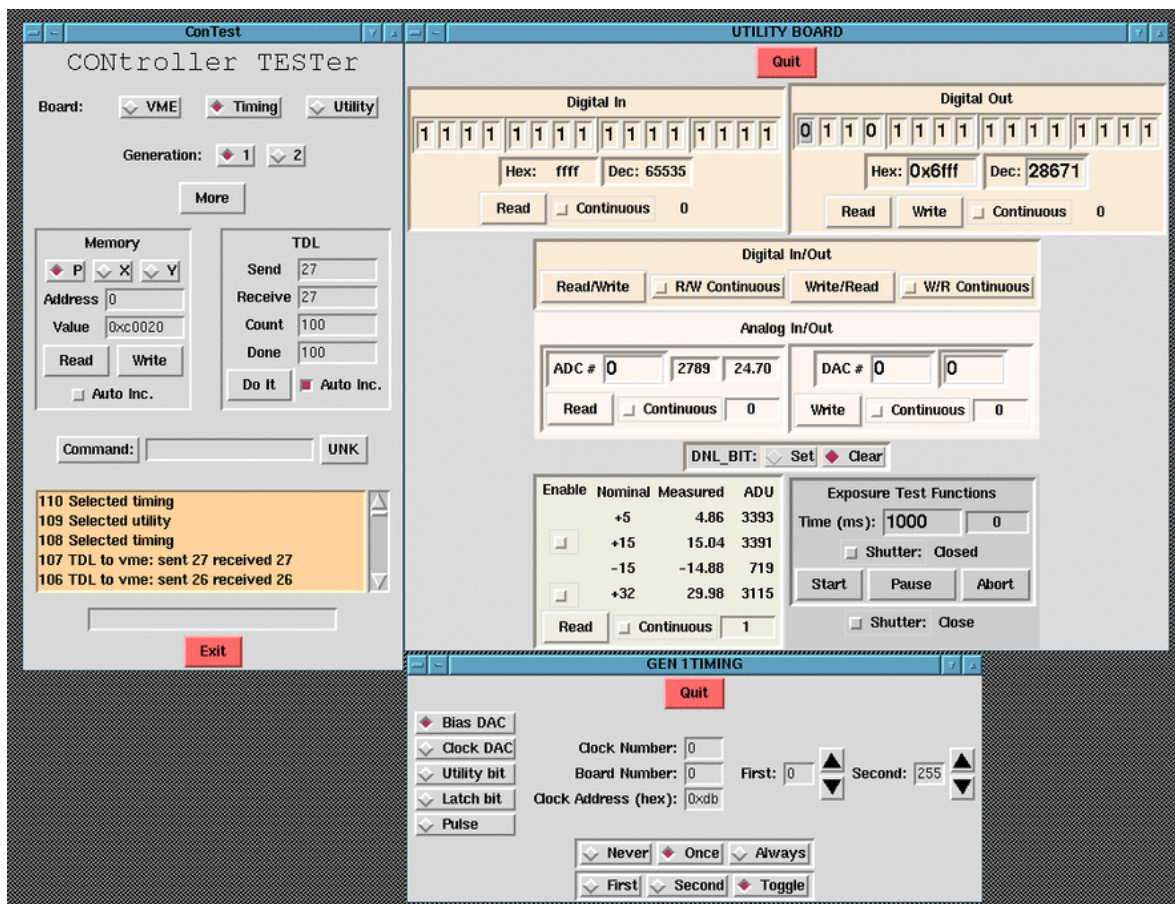 ConTest
CONtroller TESTer
Board: VME Timing Utility
Generation: 1 2
More
Memory
P X Y
Address 0
Value 0xc0020
Read Write
Auto Inc.
TDL
Send 27
Receive 27
Count 100
Done 100
Do It Auto Inc.
Command: UNK
110 Selected timing
109 Selected utility
108 Selected timing
107 TDL to vme: sent 27 received 27
106 TDL to vme: sent 26 received 26
Exit
UTILITY BOARD
Quit
Digital In
1 1 1 1 1 1 1 1 1 1 1 1 1 1 1 1
Hex: ffff Dec: 65535
Read Continuous 0
Digital Out
0 1 1 0 1 1 1 1 1 1 1 1 1 1 1 1
Hex: 0x6fff Dec: 28671
Read Write Continuous 0
Digital In/Out
Read/Write R/W Continuous Write/Read W/R Continuous
Analog In/Out
ADC # 0 2789 24.70
Read Continuous 0
DAC # 0 0
Write Continuous 0
DNL_BIT: Set Clear
Enable Nominal Measured ADU
+5 4.86 3393
+15 15.04 3391
-15 -14.88 719
+32 29.98 3115
Read Continuous 1
Exposure Test Functions
Time (ms): 1000 0
Shutter: Closed
Start Pause Abort
Shutter: Close
GEN 1 TIMING
Quit
Bias DAC
Clock DAC
Utility bit
Latch bit
Pulse
Clock Number: 0
Board Number: 0
Clock Address (hex): 0xdb
First: 0 Second: 255
Never Once Always
First Second Toggle